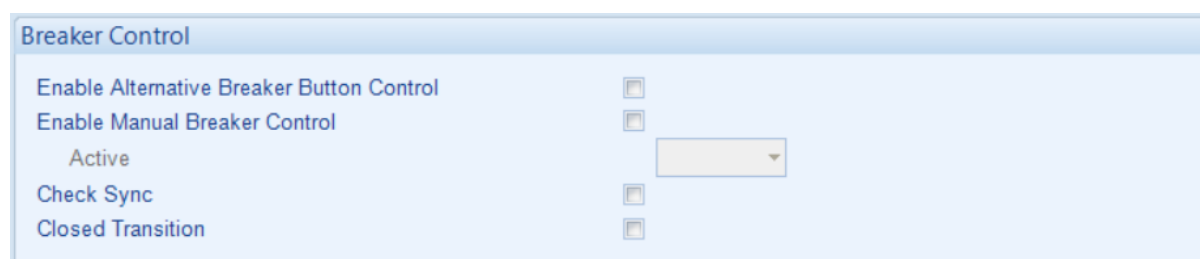 Breaker Control
Enable Alternative Breaker Button Control
Enable Manual Breaker Control
Active
Check Sync
Closed Transition